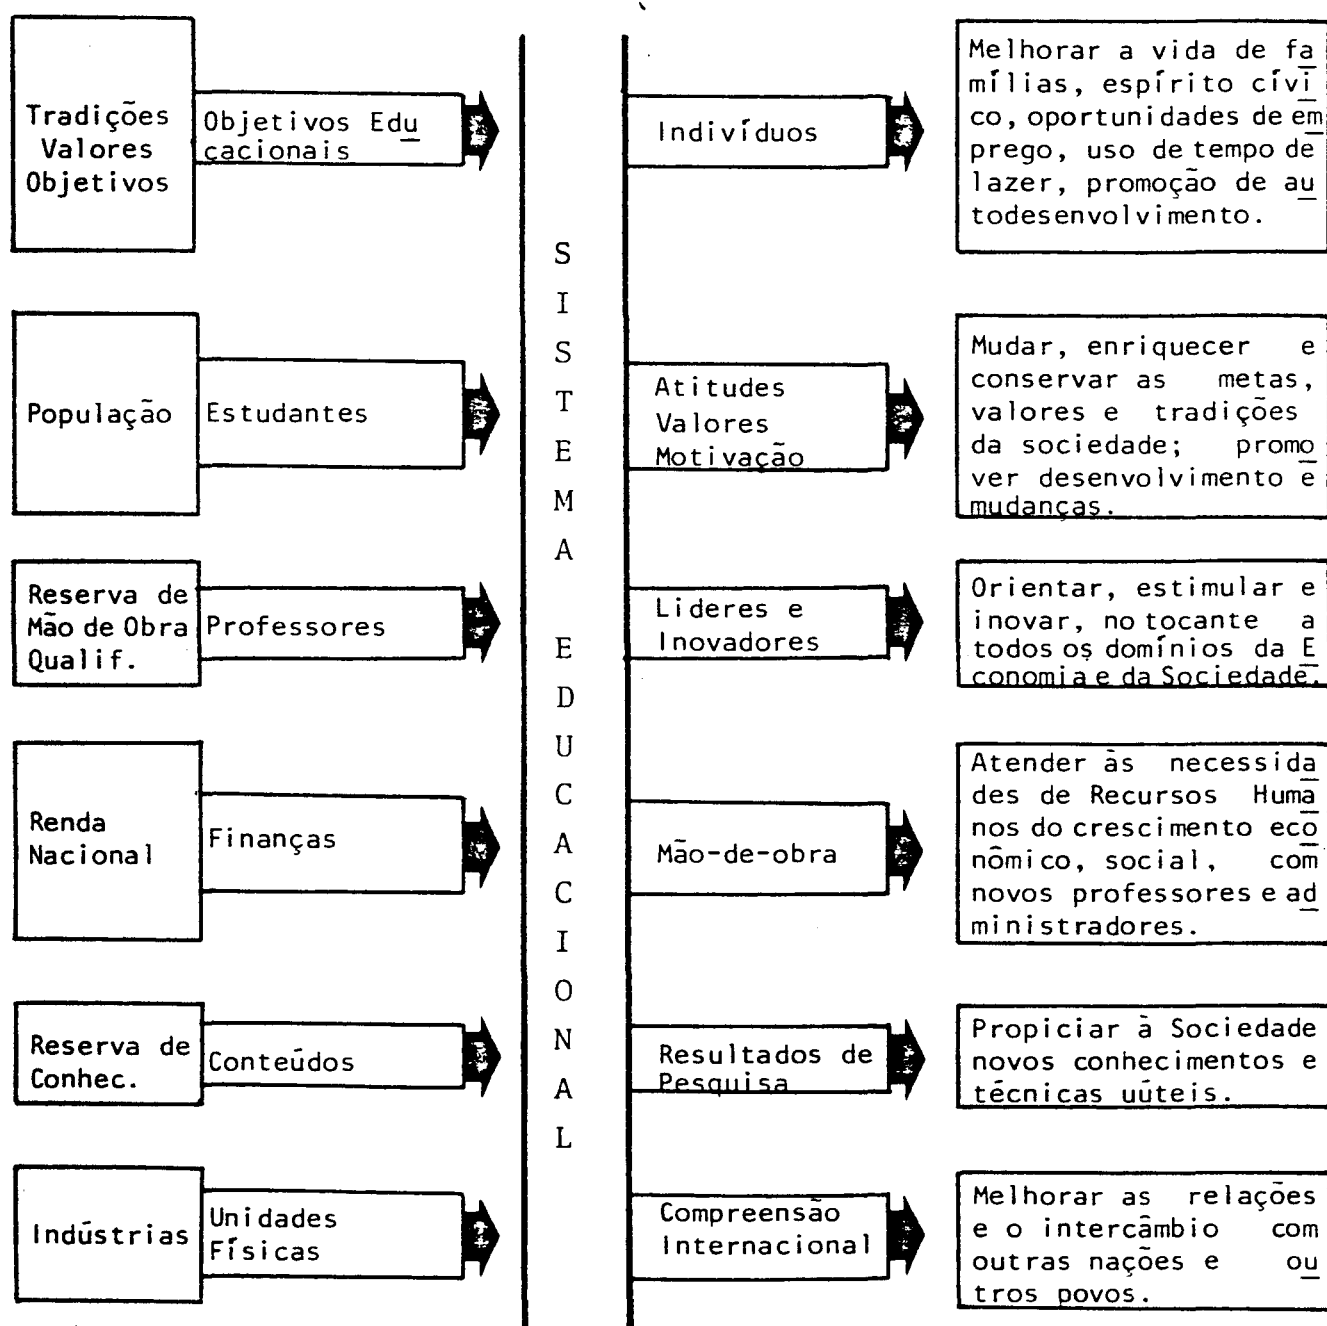 Tradições
Valores
Objetivos
Objetivos Edu
cacionais
População
Estudantes
Reserva de
Mão de Obra
Qualif.
Professores
Renda
Nacional
Finanças
Reserva de
Conhec.
Conteúdos
Indústrias
Unidades
Físicas
SISTEMA EDUCACIONAL
Indivíduos
Melhorar a vida de fa
mílias, espírito cívi
co, oportunidades de em
prego, uso de tempo de
lazer, promoção de au
todesenvolvimento.
Atitudes
Valores
Motivação
Mudar, enriquecer e
conservar as metas,
valores e tradições
da sociedade; promo
ver desenvolvimento e
mudanças.
Lideres e
Inovadores
Orientar, estimular e
inovar, no tocante a
todos os domínios da E
conomia e da Sociedade.
Mão-de-obra
Atender às necessida
des de Recursos Huma
nos do crescimento eco
nômico, social, com
novos professores e ad
ministradores.
Resultados de
Pesquisa
Propiciar à Sociedade
novos conhecimentos e
técnicas uúteis.
Compreensão
Internacional
Melhorar as relações
e o intercâmbio com
outras nações e ou
tros povos.